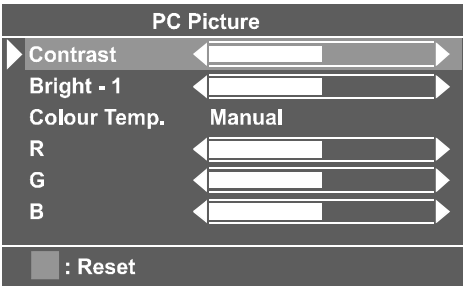 PC Picture
Contrast
Bright - 1
Colour Temp. Manual
R
G
B
: Reset